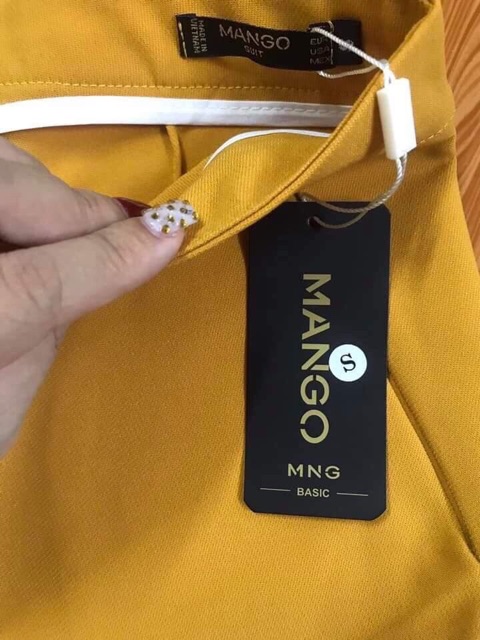 MADE IN
VIETNAM
MANGO
SUIT
EU
USA
MEX
MANGO
S
MNG
BASIC